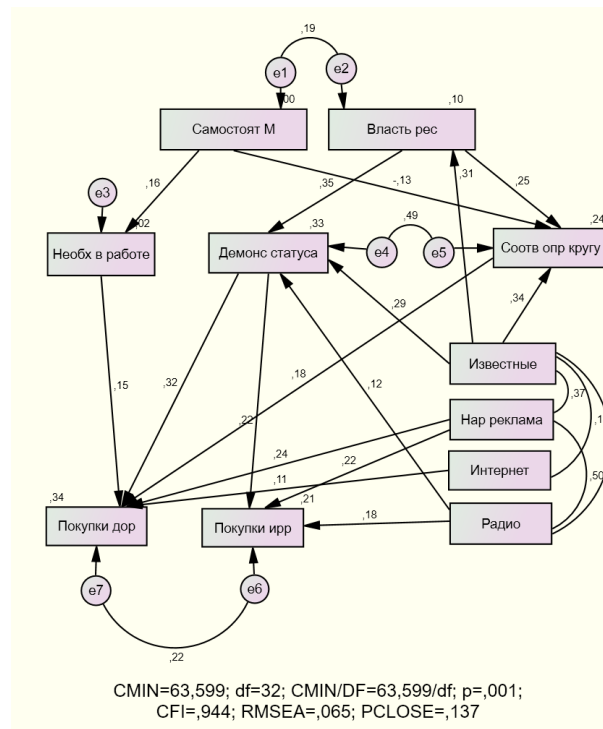 ,19
e1
e2
,00
,10
Самостоят М
Власть рес
,16
-,13
,35
,31
,25
e3
,02
,33
,49
,24
Необх в работе
Демонс статуса
e4
e5
Соотв опр кругу
,29
,34
Известные
,15
,32
,18
,12
,37
,22
Нар реклама
,24
,22
,50
Интернет
,11
,34
,21
,18
Покупки дор
Покупки ирр
Радио
e7
e6
,22
CMIN=63,599; df=32; CMIN/DF=63,599/df; p=,001;
CFI=,944; RMSEA=,065; PCLOSE=,137